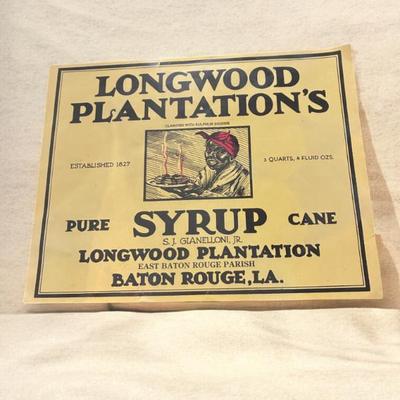 LONGWOOD
PLANTATION'S
CLARIFIED WITH SULPHUR DIOXIDE
ESTABLISHED 1827
3 QUARTS, 4 FLUID OZS.
PURE SYRUP CANE
S. J. GIANELLONI, JR.
LONGWOOD PLANTATION
EAST BATON ROUGE PARISH
BATON ROUGE, LA.